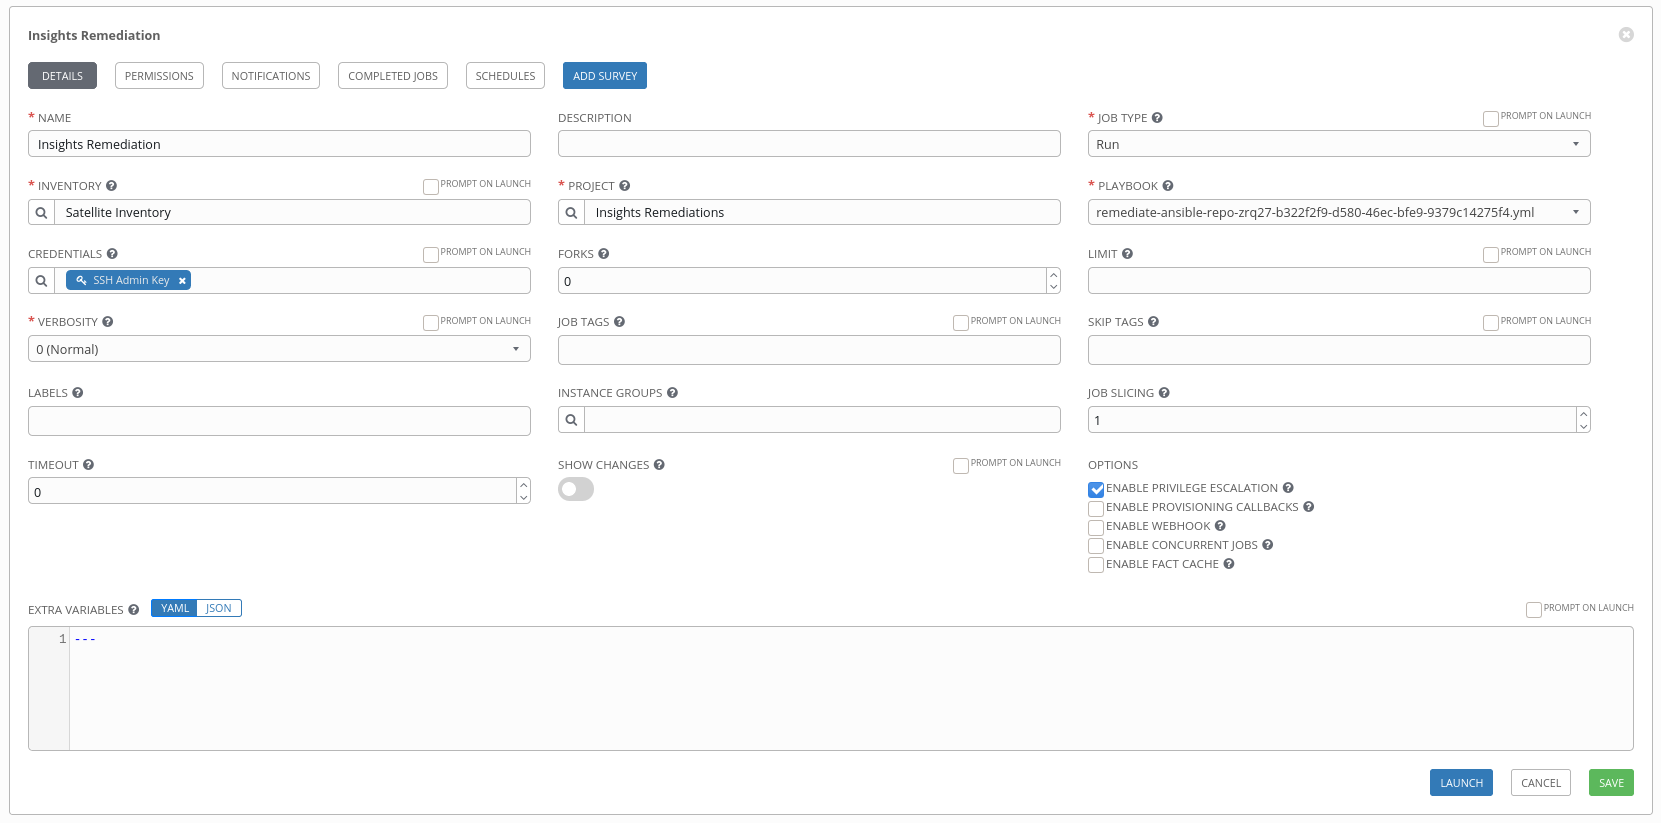 Insights Remediation
DETAILS PERMISSIONS NOTIFICATIONS COMPLETED JOBS SCHEDULES ADD SURVEY
* NAME DESCRIPTION * JOB TYPE PROMPT ON LAUNCH
Insights Remediation Run
* INVENTORY PROMPT ON LAUNCH * PROJECT * PLAYBOOK
Satellite Inventory Insights Remediations remediate-ansible-repo-zrq27-b322f2f9-d580-46ec-bfe9-9379c14275f4.yml
CREDENTIALS PROMPT ON LAUNCH FORKS LIMIT PROMPT ON LAUNCH
SSH Admin Key 0
* VERBOSITY PROMPT ON LAUNCH JOB TAGS PROMPT ON LAUNCH SKIP TAGS PROMPT ON LAUNCH
0 (Normal)
LABELS INSTANCE GROUPS JOB SLICING
1
TIMEOUT SHOW CHANGES PROMPT ON LAUNCH OPTIONS
0
ENABLE PRIVILEGE ESCALATION
ENABLE PROVISIONING CALLBACKS
ENABLE WEBHOOK
ENABLE CONCURRENT JOBS
ENABLE FACT CACHE
EXTRA VARIABLES YAML JSON PROMPT ON LAUNCH
1 ---
LAUNCH CANCEL SAVE